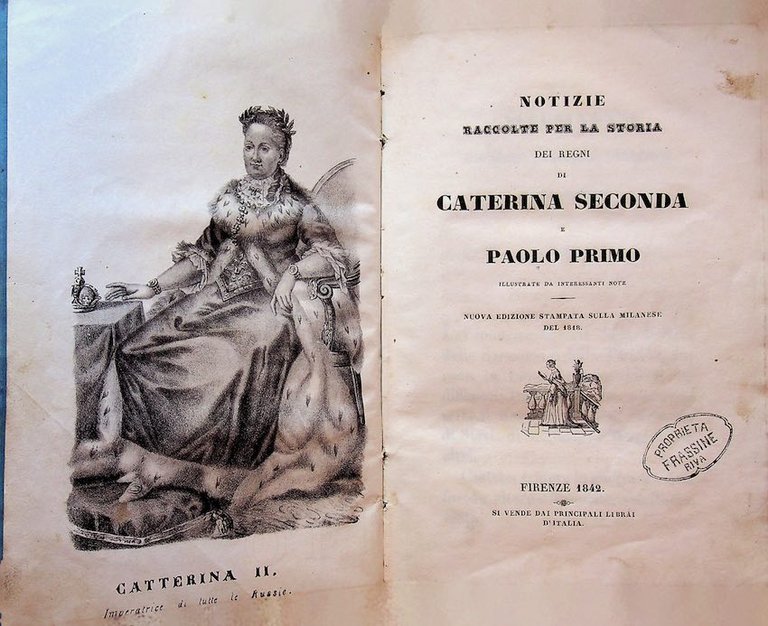 CATTERINA II.
Imperatrice di tutte le Russie.
NOTIZIE
RACCOLTE PER LA STORIA
DEI REGNI
DI
CATERINA SECONDA
E
PAOLO PRIMO
ILLUSTRATE DA INTERESSANTI NOTE
NUOVA EDIZIONE STAMPATA SULLA MILANESE
DEL 1818.
PROPRIETA
FRASSINE
RIVA
FIRENZE 1842.
SI VENDE DAI PRINCIPALI LIBRAI
D'ITALIA.